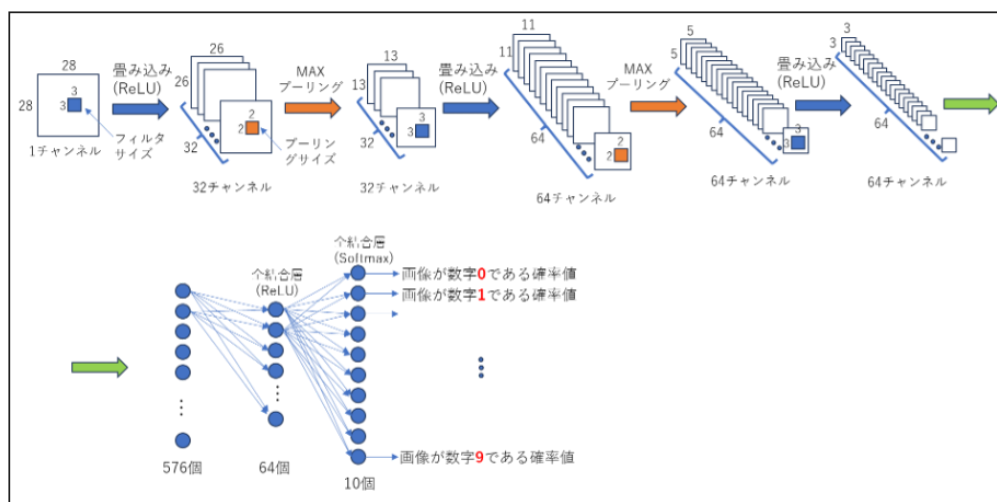 28
28
3
3
フィルタ
サイズ
1チャンネル
畳み込み
(ReLU)
26
26
2
2
プーリン
グサイズ
32
32チャンネル
MAX
プーリング
13
13
3
3
32
32チャンネル
畳み込み
(ReLU)
11
11
2
2
64
64チャンネル
MAX
プーリング
5
5
3
3
64
64チャンネル
畳み込み
(ReLU)
3
3
64
64チャンネル
576個
結合層
(ReLU)
64個
結合層
(Softmax)
10個
画像が数字0である確率値
画像が数字1である確率値
画像が数字9である確率値